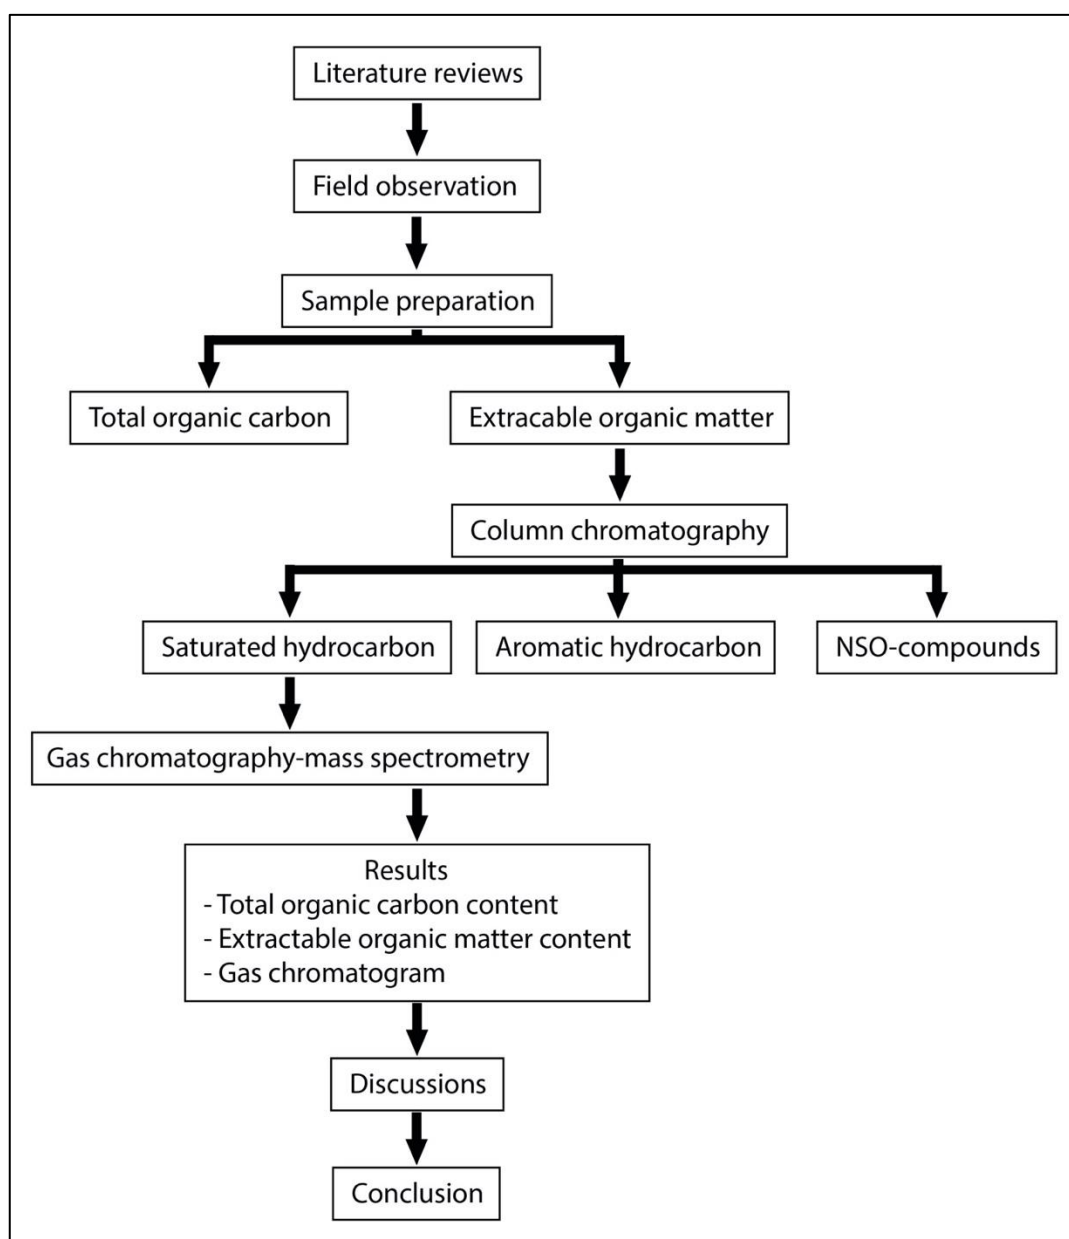 Literature reviews
Field observation
Sample preparation
Total organic carbon
Extracable organic matter
Column chromatography
Saturated hydrocarbon
Aromatic hydrocarbon
NSO-compounds
Gas chromatography-mass spectrometry
Results
- Total organic carbon content
- Extractable organic matter content
- Gas chromatogram
Discussions
Conclusion